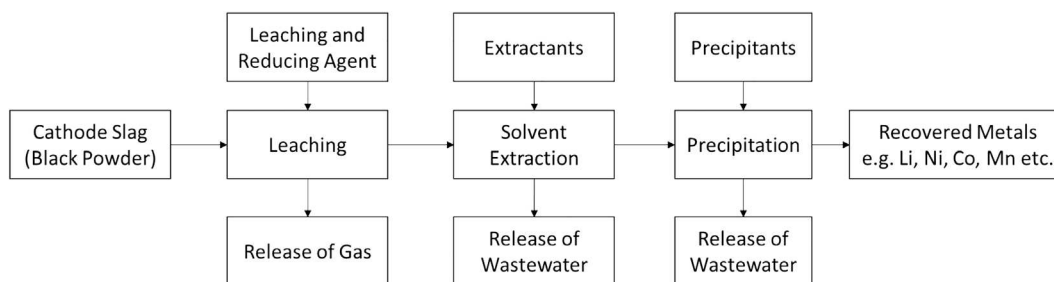 Leaching and
Reducing Agent
Extractants
Precipitants
Cathode Slag
(Black Powder)
Leaching
Solvent
Extraction
Precipitation
Recovered Metals
e.g. Li, Ni, Co, Mn etc.
Release of Gas
Release of
Wastewater
Release of
Wastewater